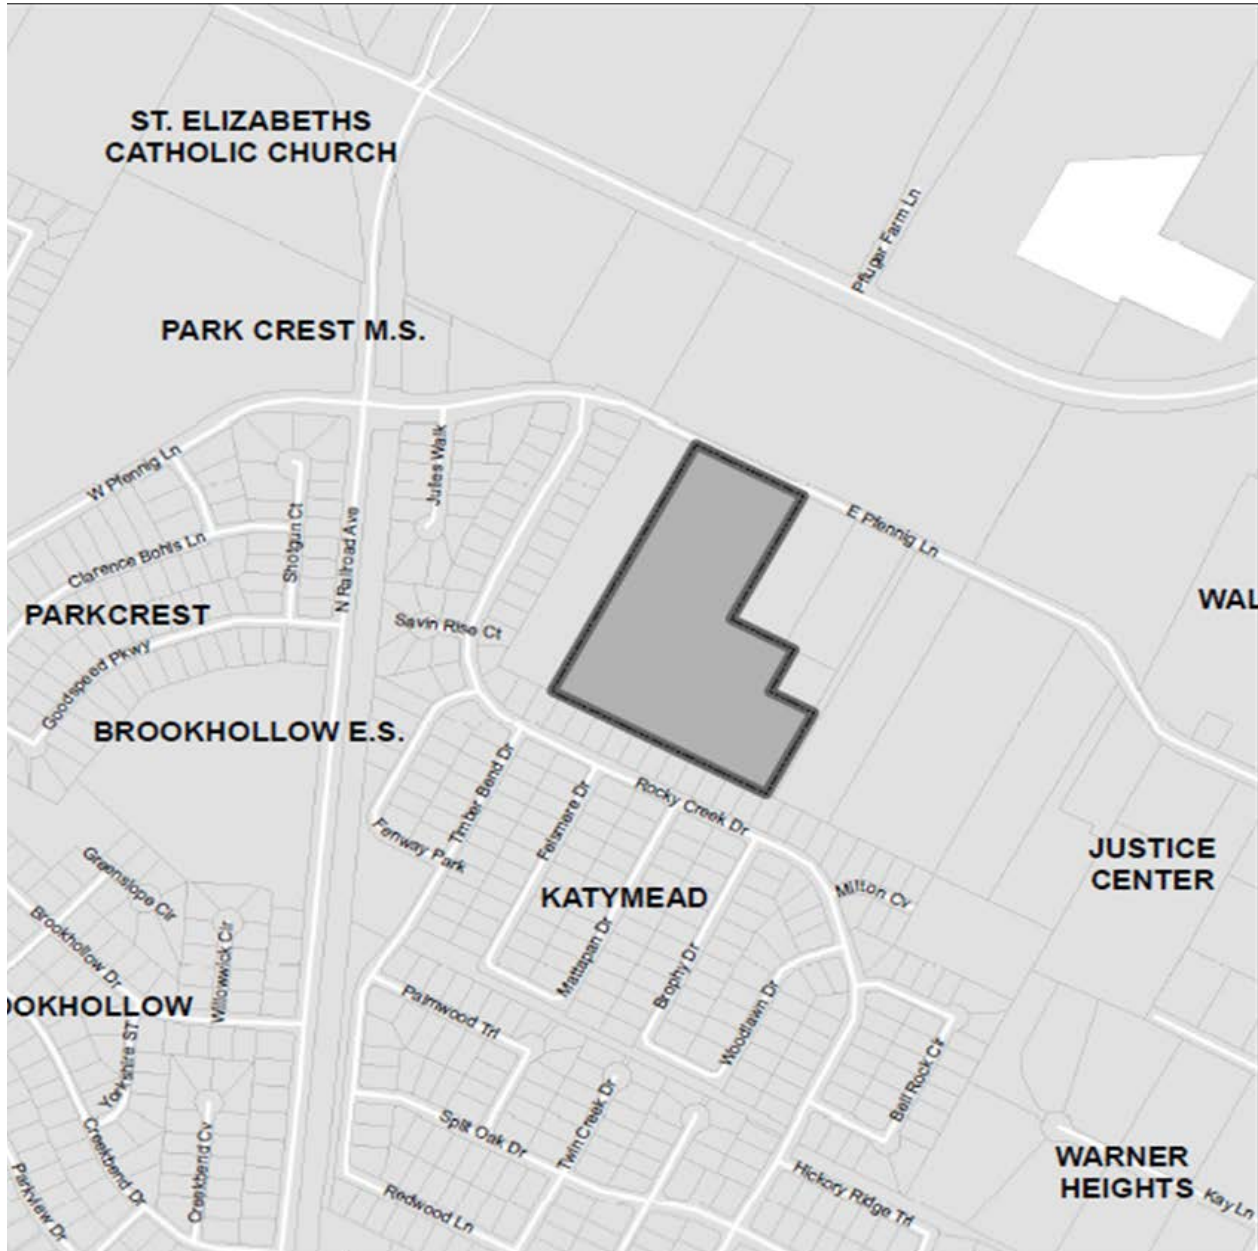 ST. ELIZABETHS
CATHOLIC CHURCH
Pfluger Farm Ln
PARK CREST M.S.
W Pfennig Ln
Julies Walk
Shotgun Ct
N Railroad Ave
E Pfennig Ln
Clarence Bohls Ln
PARKCREST
WAL
Savin Rise Ct
Goodspeed Pkwy
BROOKHOLLOW E.S.
Timber Bend Dr
Felsmere Dr
Rocky Creek Dr
Fenway Park
JUSTICE
CENTER
Greenslope Cir
KATYMEAD
Milton Cv
Brookhollow Dr
Willowwick Cir
Mattapan Dr
Brophy Dr
OOKHOLLOW
Palmwood Trl
Woodlawn Dr
Yorkshire ST
Bell Rock Cir
Split Oak Dr
Twin Creek Dr
Creekbend Dr
Creekbend Cv
WARNER
HEIGHTS
Parkview Dr
Redwood Ln
Hickory Ridge Trl
Kay Ln